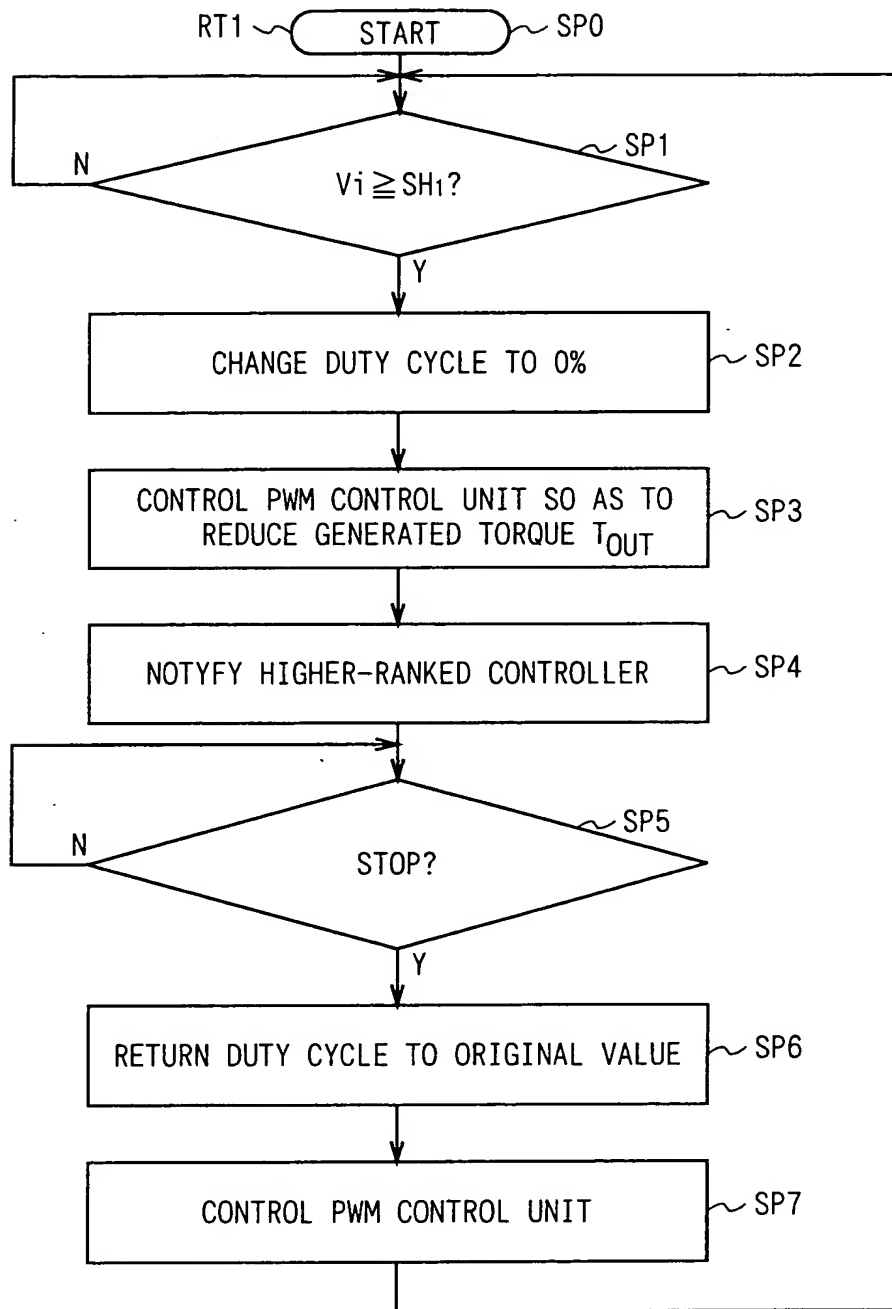 RT1 START SP0
SP1
N
Vi ≧ SH1?
Y
CHANGE DUTY CYCLE TO 0% SP2
CONTROL PWM CONTROL UNIT SO AS TO
REDUCE GENERATED TORQUE TOUT
SP3
NOTYFY HIGHER-RANKED CONTROLLER SP4
SP5
N
STOP?
Y
RETURN DUTY CYCLE TO ORIGINAL VALUE SP6
CONTROL PWM CONTROL UNIT SP7